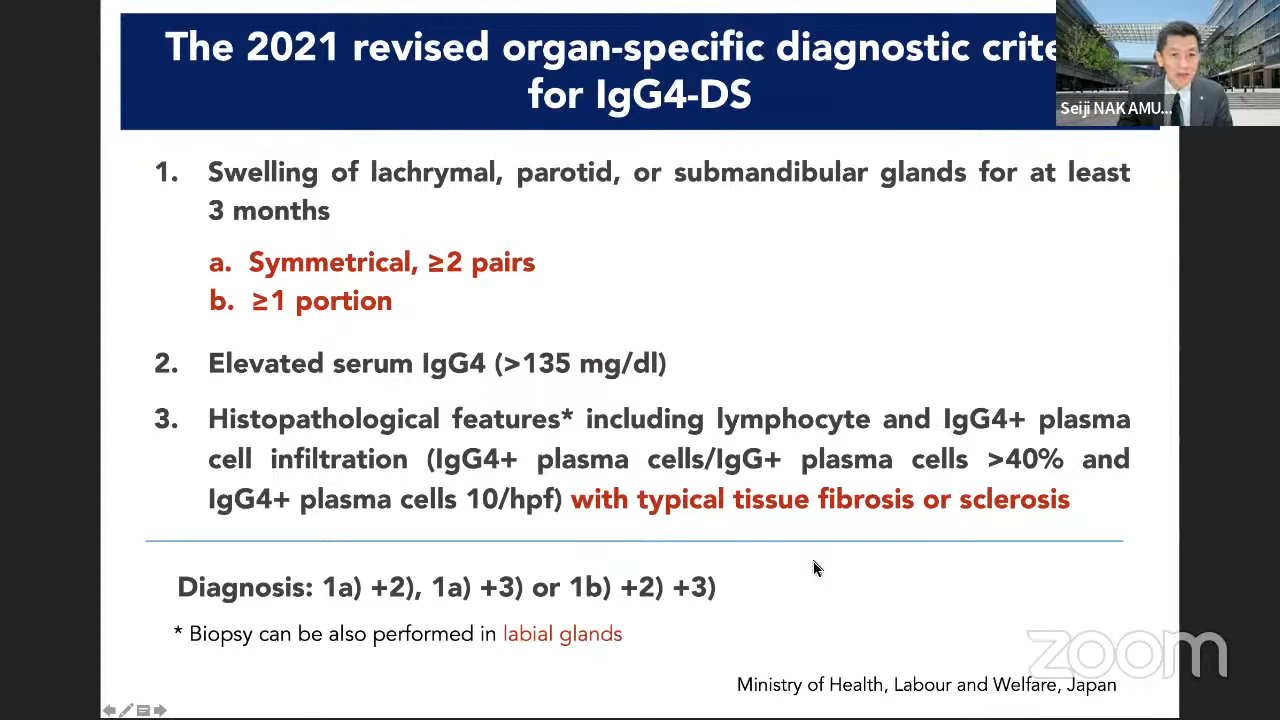 The 2021 revised organ-specific diagnostic crite
for IgG4-DS
Seiji NAKAMU...
1. Swelling of lachrymal, parotid, or submandibular glands for at least
3 months
a. Symmetrical, ≥2 pairs
b. ≥1 portion
2. Elevated serum IgG4 (>135 mg/dl)
3. Histopathological features* including lymphocyte and IgG4+ plasma
cell infiltration (IgG4+ plasma cells/IgG+ plasma cells >40% and
IgG4+ plasma cells 10/hpf) with typical tissue fibrosis or sclerosis
Diagnosis: 1a) +2), 1a) +3) or 1b) +2) +3)
* Biopsy can be also performed in labial glands
zoom
Ministry of Health, Labour and Welfare, Japan